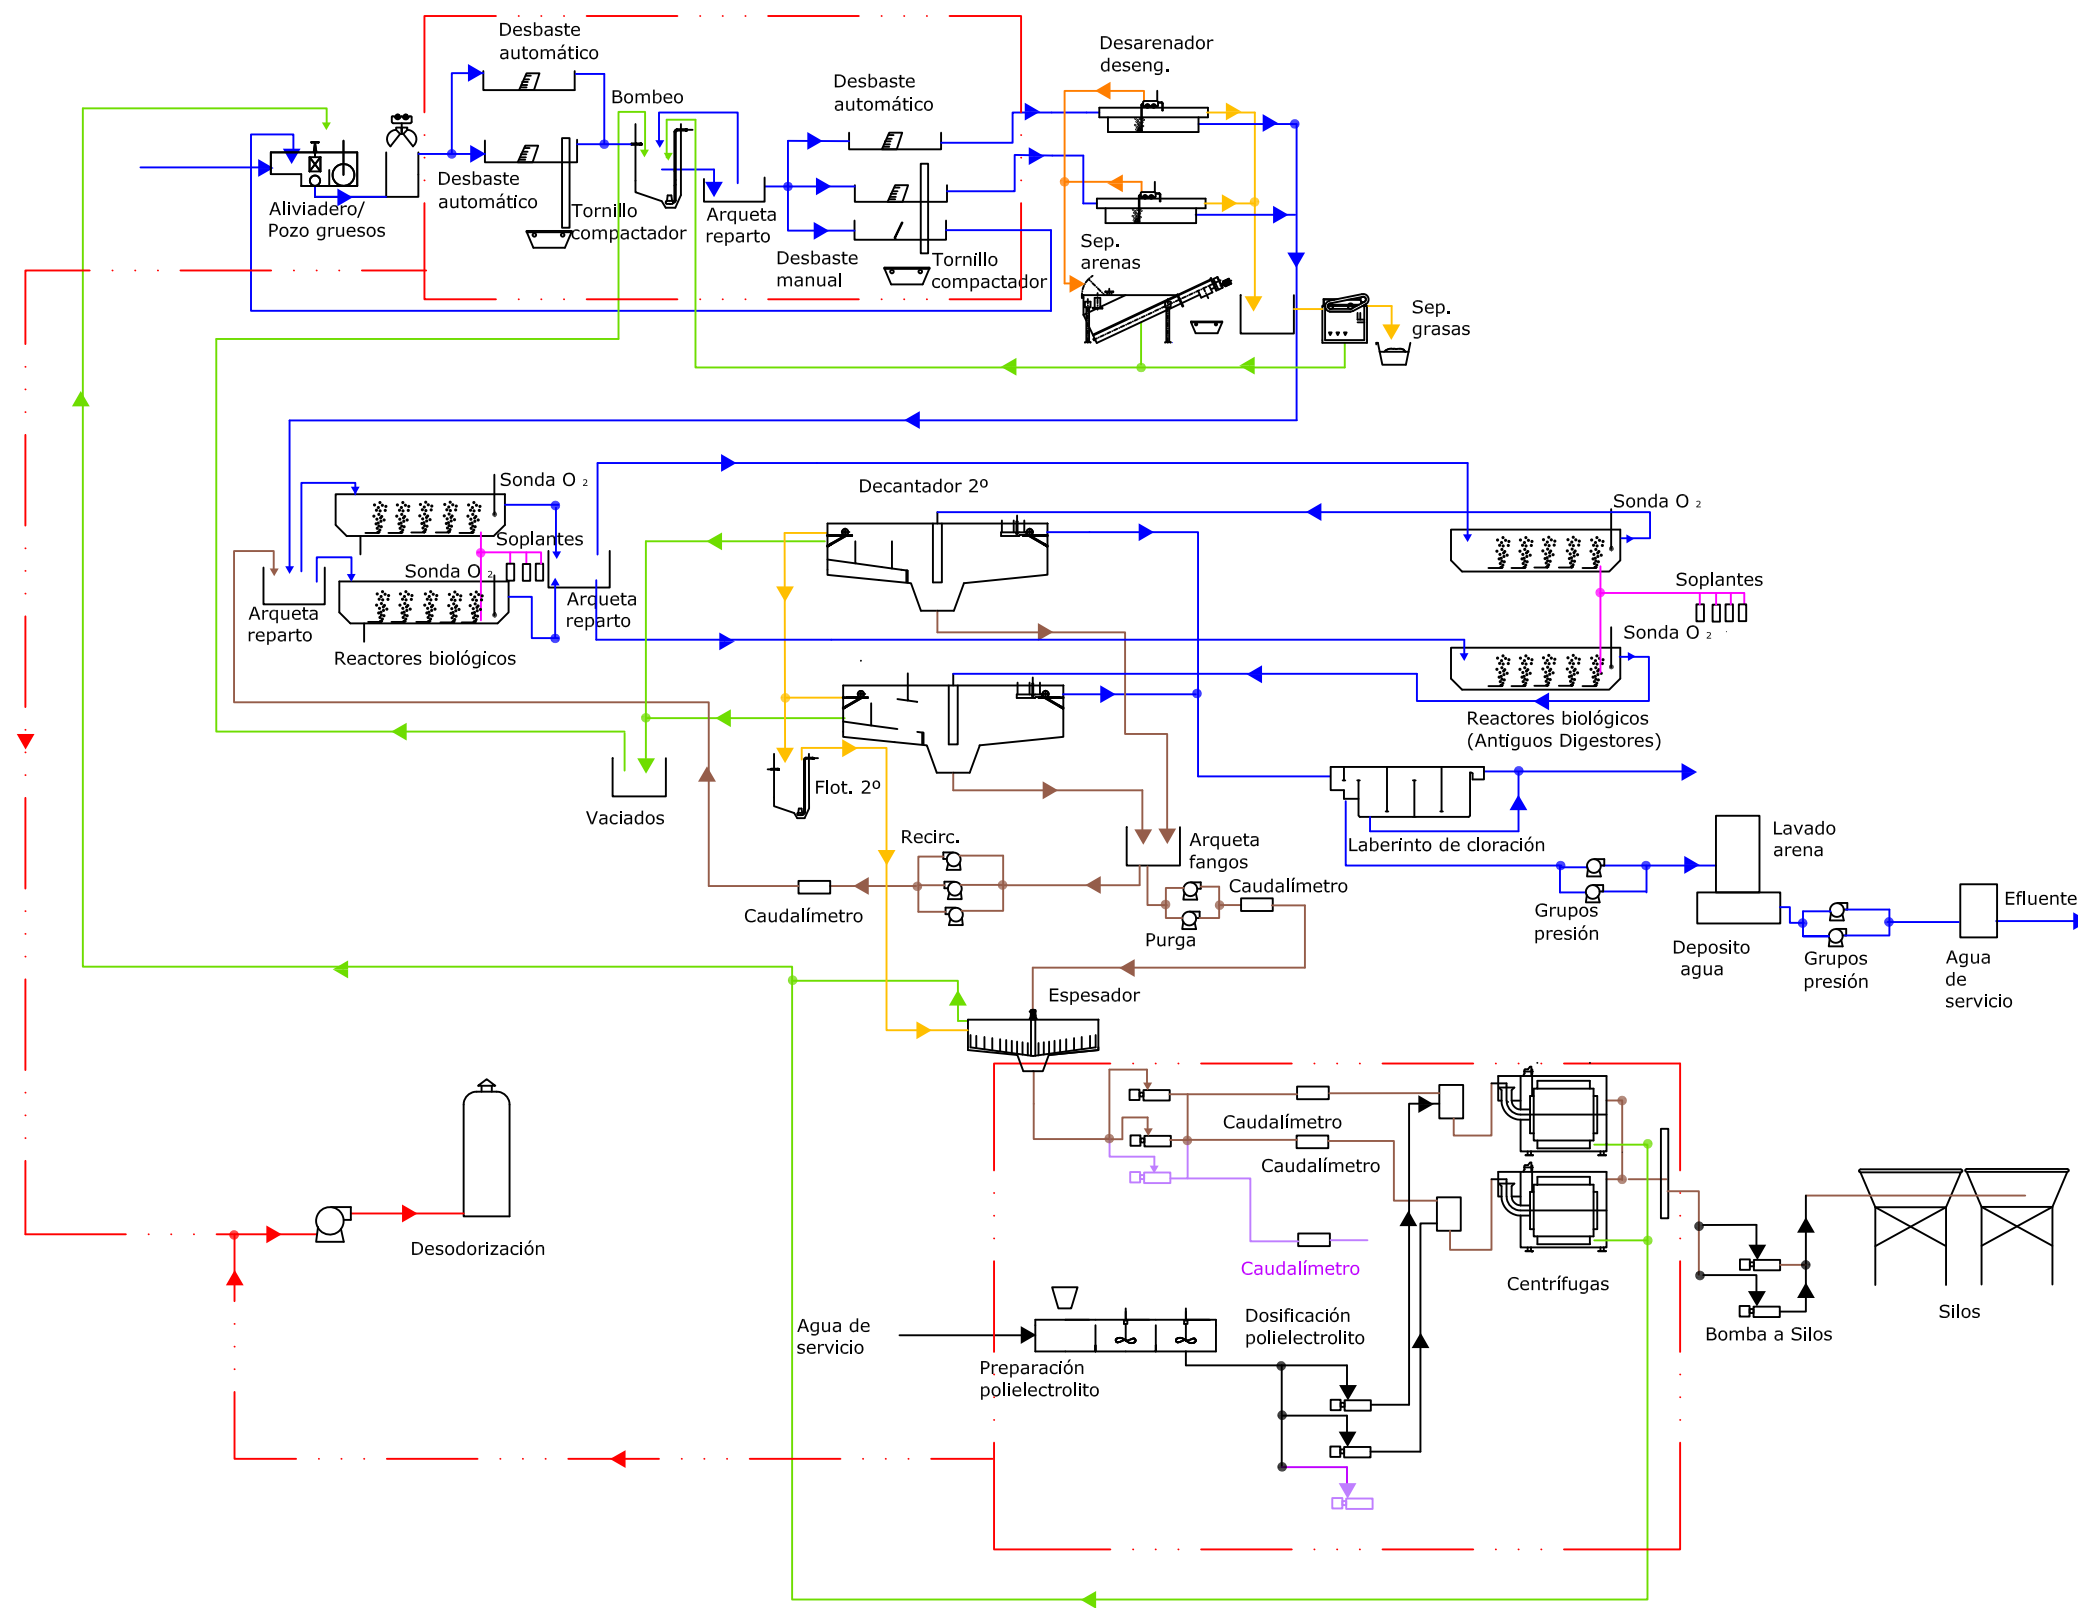 Desbaste
automático
Desarenador
deseng.
Desbaste
automático
Bombeo
Desbaste
automático
Aliviadero/
Pozo gruesos
Tornillo
compactador
Arqueta
reparto
Desbaste
manual
Tornillo
compactador
Sep.
arenas
Sep.
grasas
Sonda O 2
Decantador 2º
Sonda O 2
Soplantes
Sonda O 2
Arqueta
reparto
Arqueta
reparto
Soplantes
Sonda O 2
Reactores biológicos
Reactores biológicos
(Antiguos Digestores)
Flot. 2º
Vaciados
Recirc.
Arqueta
fangos
Laberinto de cloración
Lavado
arena
Caudalímetro
Caudalímetro
Purga
Grupos
presión
Deposito
agua
Grupos
presión
Efluente
Agua
de
servicio
Espesador
Caudalímetro
Caudalímetro
Desodorización
Caudalímetro
Centrífugas
Silos
Bomba a Silos
Agua de
servicio
Dosificación
polielectrolito
Preparación
polielectrolito